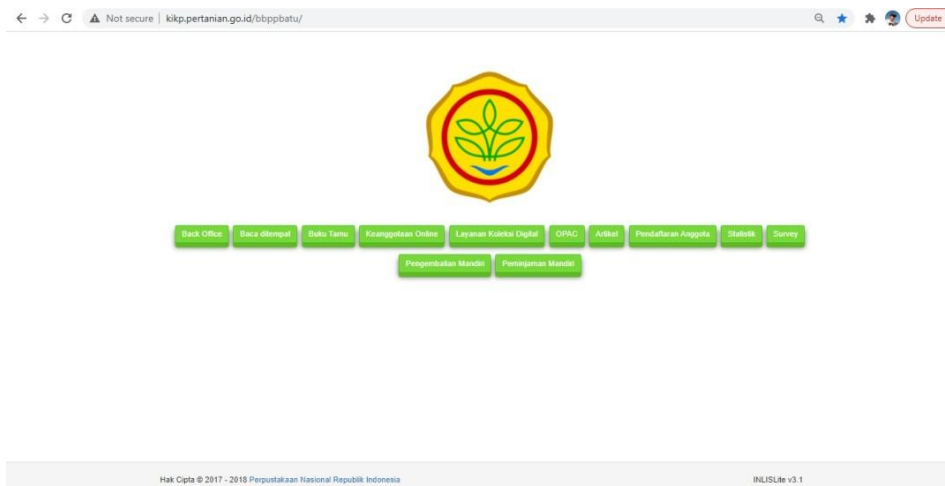 Not secure | kikp.pertanian.go.id/bbppbatu/ Update
Back Office Baca ditempat Buku Tamu Keanggotaan Online Layanan Koleksi Digital OPAC Artikel Pendaftaran Anggota Statistik Survey
Pengembalian Mandiri Peminjaman Mandiri
Hak Cipta © 2017 - 2018 Perpustakaan Nasional Republik Indonesia INLISLite v3.1